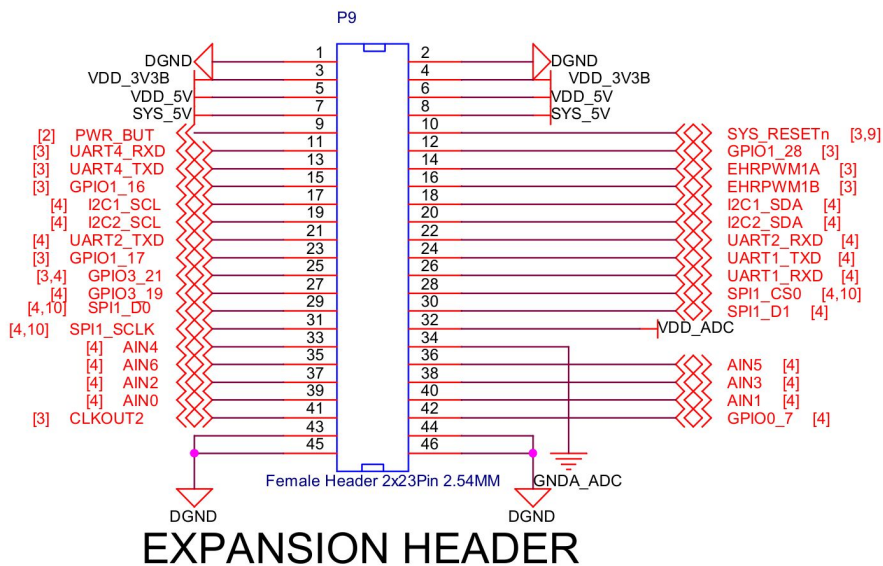 P9
DGND 1 2 DGND
VDD_3V3B 3 4 VDD_3V3B
VDD_5V 5 6 VDD_5V
SYS_5V 7 8 SYS_5V
[2] PWR_BUT 9 10 SYS_RESETn [3,9]
[3] UART4_RXD 11 12 GPIO1_28 [3]
[3] UART4_TXD 13 14 EHRPWM1A [3]
[3] GPIO1_16 15 16 EHRPWM1B [3]
[4] I2C1_SCL 17 18 I2C1_SDA [4]
[4] I2C2_SCL 19 20 I2C2_SDA [4]
[4] UART2_TXD 21 22 UART2_RXD [4]
[3] GPIO1_17 23 24 UART1_TXD [4]
[3,4] GPIO3_21 25 26 UART1_RXD [4]
[4] GPIO3_19 27 28 SPI1_CS0 [4,10]
[4,10] SPI1_D0 29 30 SPI1_D1 [4]
[4,10] SPI1_SCLK 31 32 VDD_ADC
[4] AIN4 33 34
[4] AIN6 35 36 AIN5 [4]
[4] AIN2 37 38 AIN3 [4]
[4] AIN0 39 40 AIN1 [4]
[3] CLKOUT2 41 42 GPIO0_7 [4]
43 44
45 46
Female Header 2x23Pin 2.54MM GNDA_ADC
DGND DGND
EXPANSION HEADER